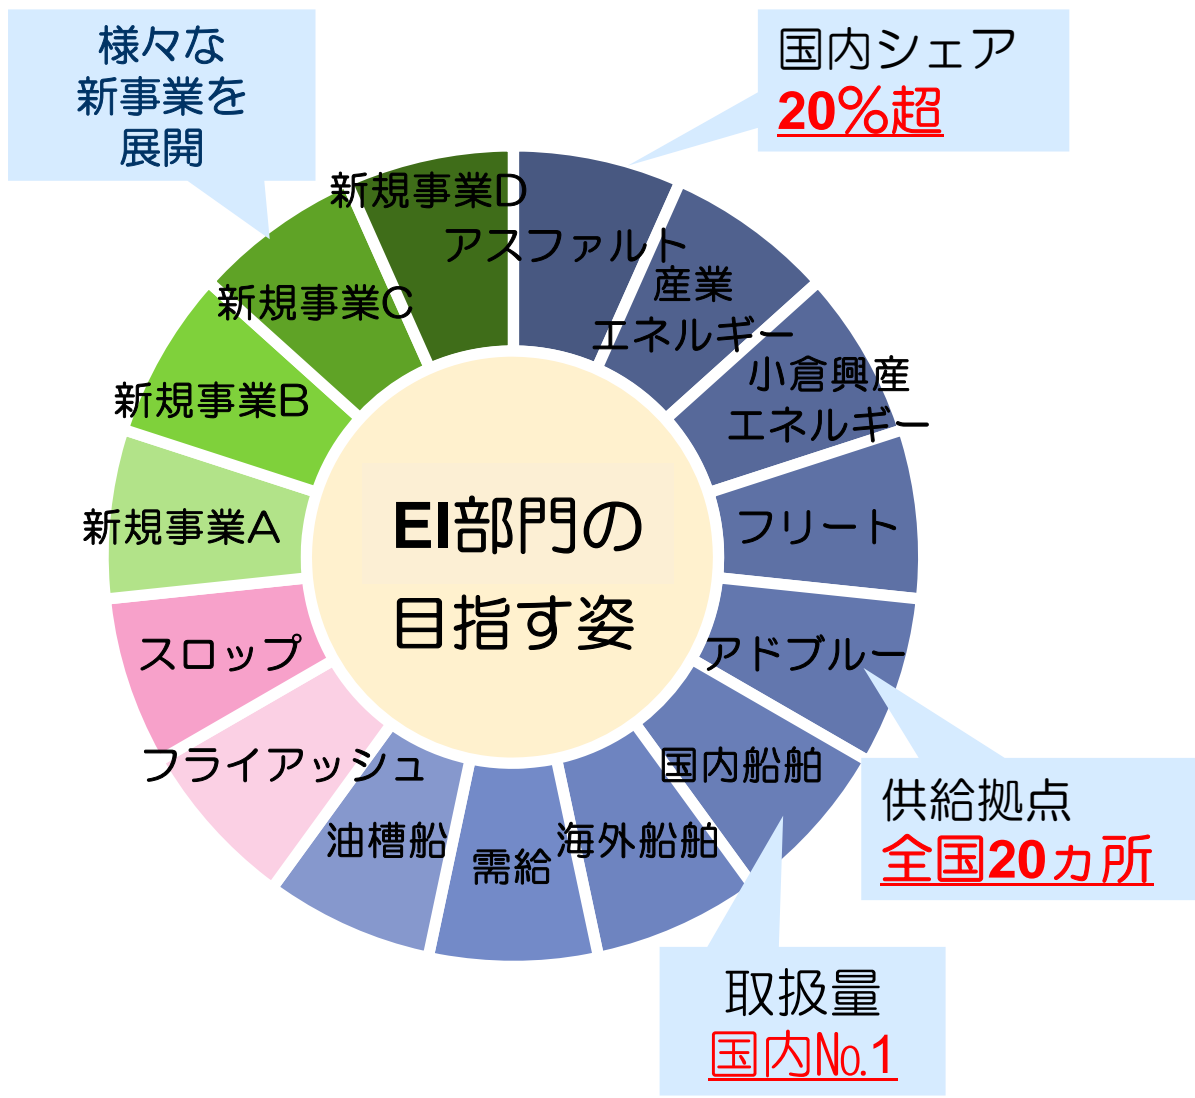 様々な
新事業を
展開
国内シェア
20％超
新規事業D
アスファルト
産業
エネルギー
小倉興産
エネルギー
フリート
アドブルー
国内船舶
海外船舶
需給
油槽船
フライアッシュ
スロップ
新規事業A
新規事業B
新規事業C
EI部門の
目指す姿
供給拠点
全国20ヵ所
取扱量
国内№1